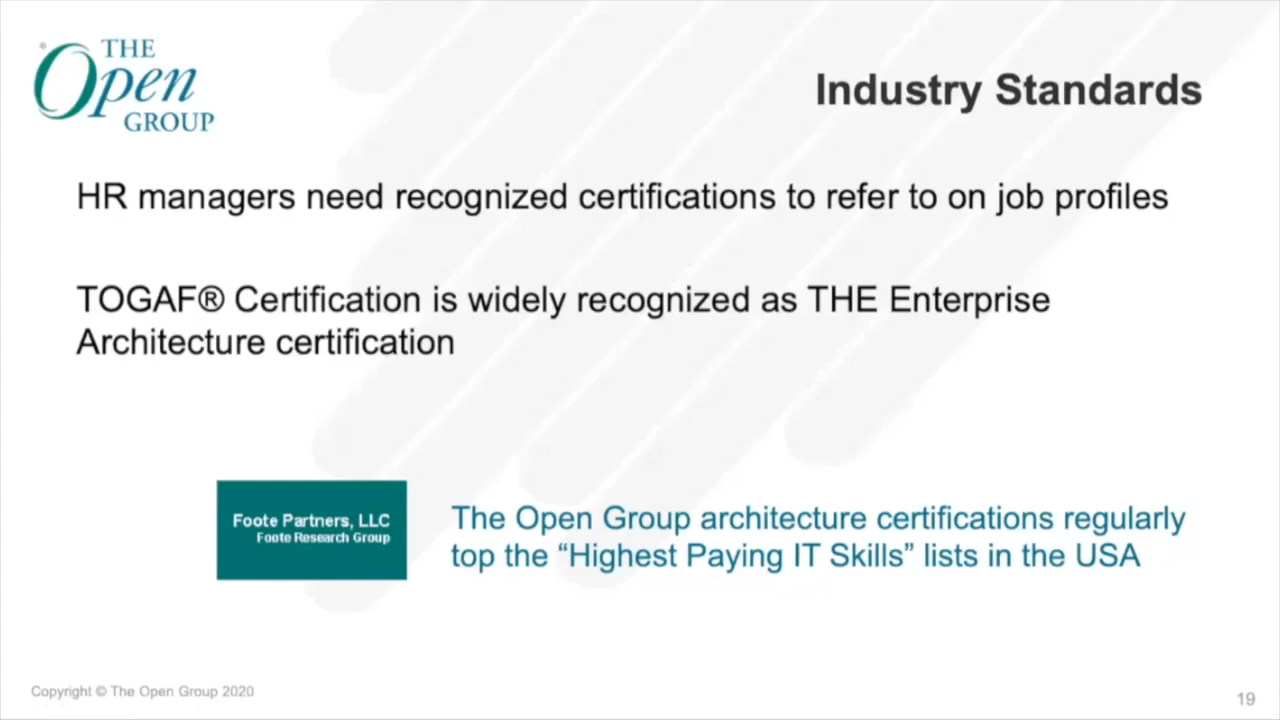 THE
Open
GROUP
Industry Standards
HR managers need recognized certifications to refer to on job profiles
TOGAF® Certification is widely recognized as THE Enterprise
Architecture certification
Foote Partners, LLC
Foote Research Group
The Open Group architecture certifications regularly
top the “Highest Paying IT Skills” lists in the USA
Copyright © The Open Group 2020
19